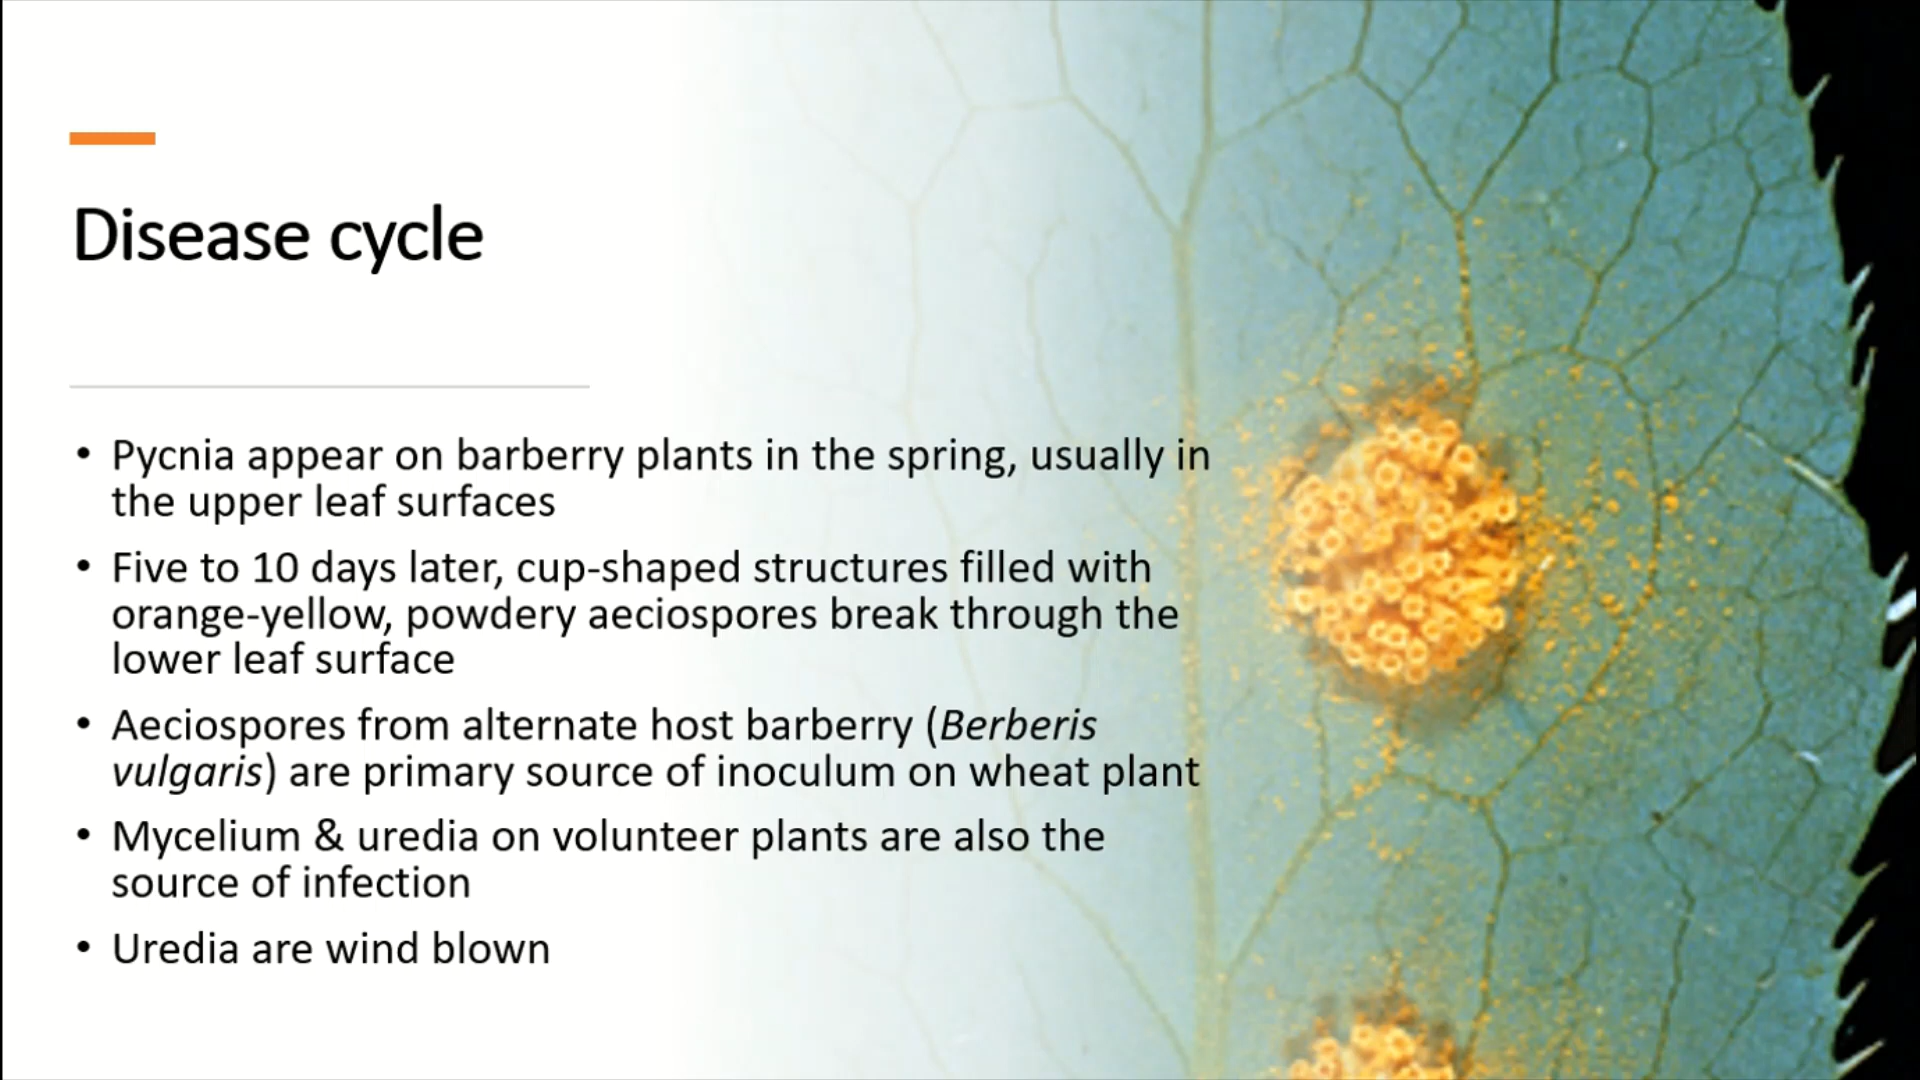 Disease cycle
• Pycnia appear on barberry plants in the spring, usually in
the upper leaf surfaces
• Five to 10 days later, cup-shaped structures filled with
orange-yellow, powdery aeciospores break through the
lower leaf surface
• Aeciospores from alternate host barberry (Berberis
vulgaris) are primary source of inoculum on wheat plant
• Mycelium & uredia on volunteer plants are also the
source of infection
• Uredia are wind blown